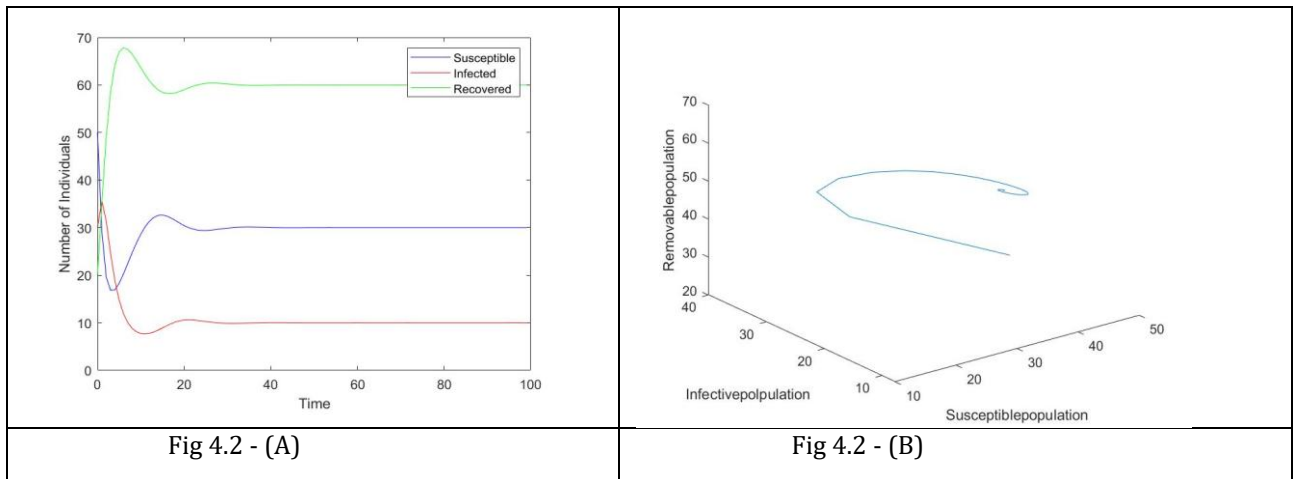 70
60
50
40
30
20
10
0
Number of Individuals
Susceptible
Infected
Recovered
0 20 40 60 80 100
Time
Fig 4.2 - (A)
70
60
50
40
30
20
Removablepopulation
40
30
20
10
Infectivepolpulation
10
20
30
40
50
Susceptiblepopulation
Fig 4.2 - (B)